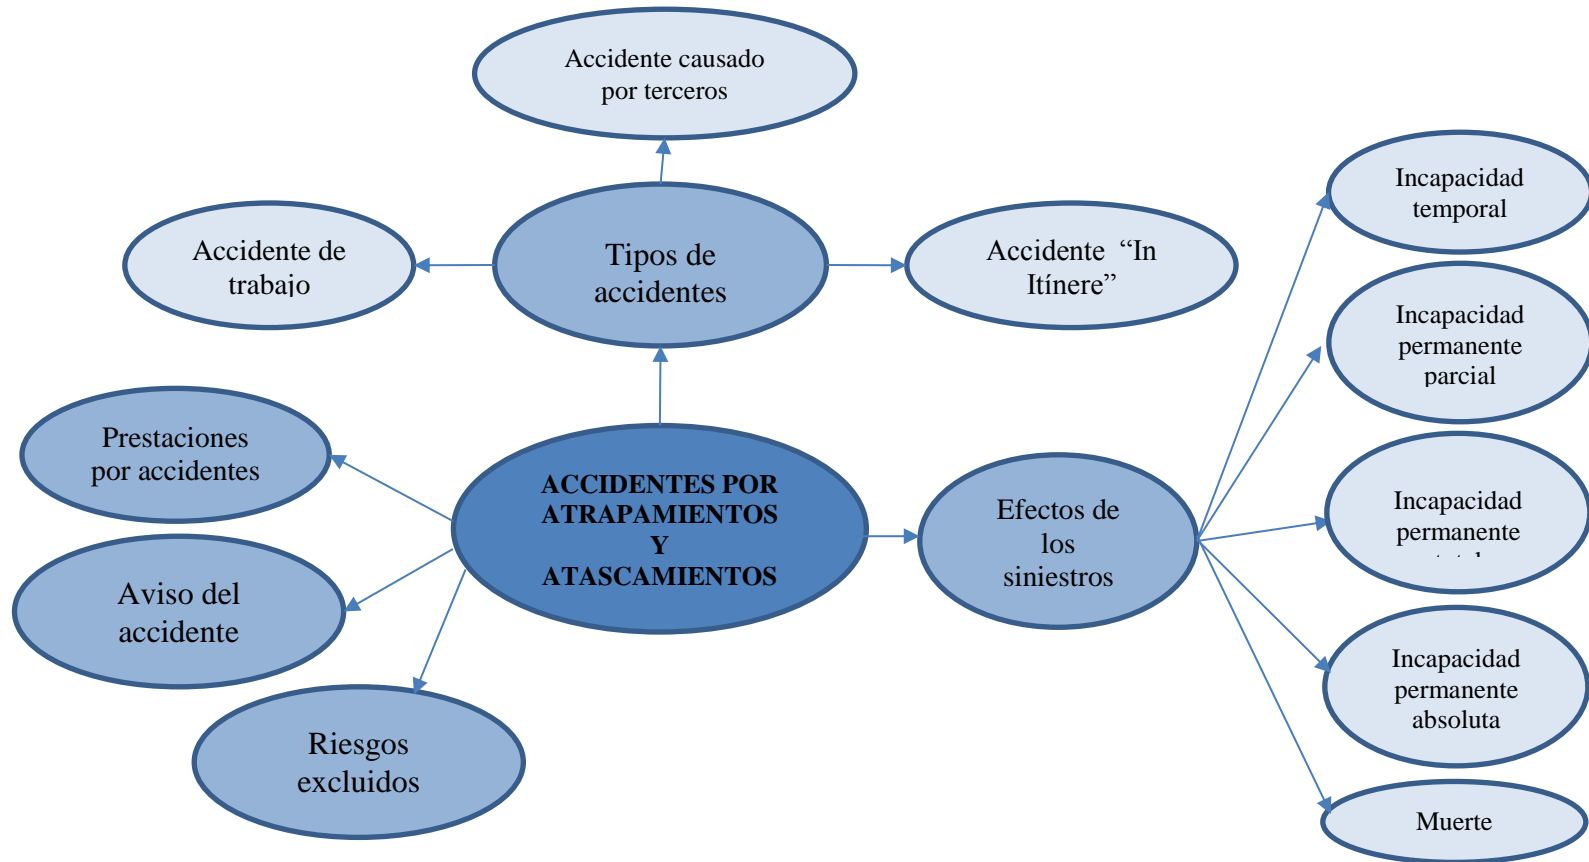 Accidente causado
por terceros
Incapacidad
temporal
Accidente de
trabajo
Tipos de
accidentes
Accidente “In
Itínere”
Incapacidad
permanente
parcial
Prestaciones
por accidentes
ACCIDENTES POR
ATRAPAMIENTOS
Y
ATASCAMIENTOS
Efectos de
los
siniestros
Incapacidad
permanente
Aviso del
accidente
Incapacidad
permanente
absoluta
Riesgos
excluidos
Muerte